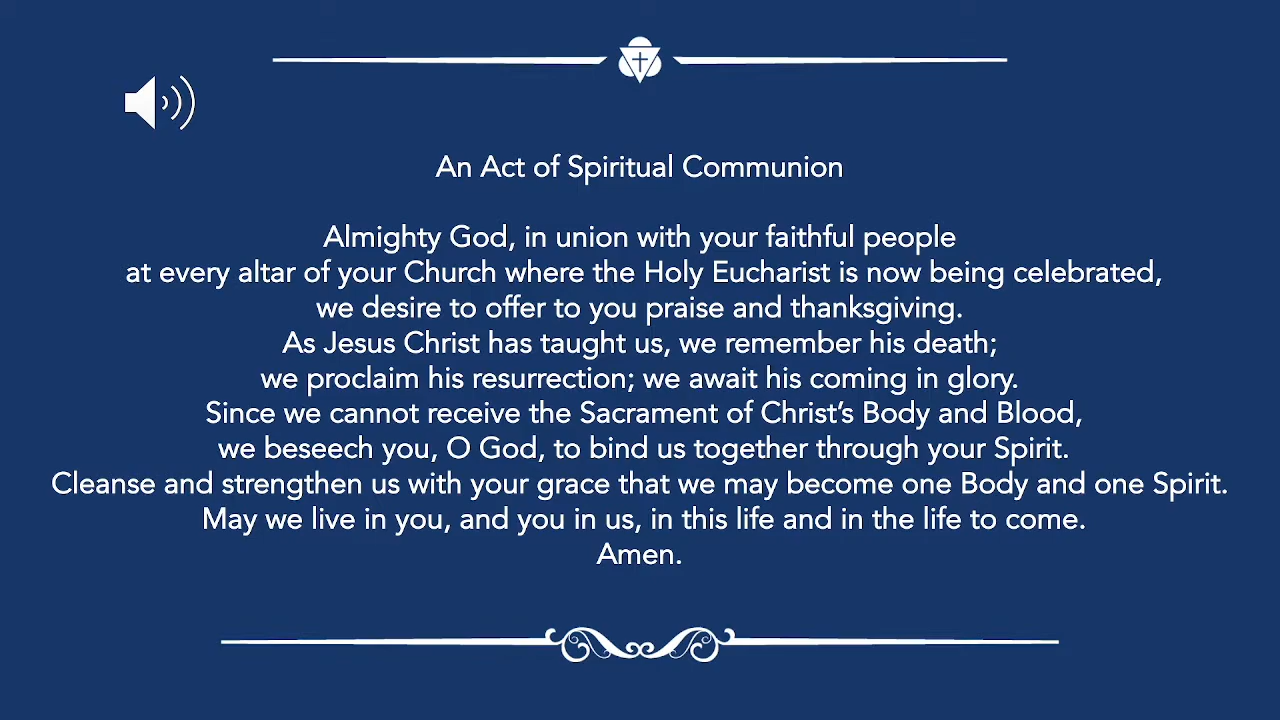 An Act of Spiritual Communion
Almighty God, in union with your faithful people
at every altar of your Church where the Holy Eucharist is now being celebrated,
we desire to offer to you praise and thanksgiving.
As Jesus Christ has taught us, we remember his death;
we proclaim his resurrection; we await his coming in glory.
Since we cannot receive the Sacrament of Christ’s Body and Blood,
we beseech you, O God, to bind us together through your Spirit.
Cleanse and strengthen us with your grace that we may become one Body and one Spirit.
May we live in you, and you in us, in this life and in the life to come.
Amen.